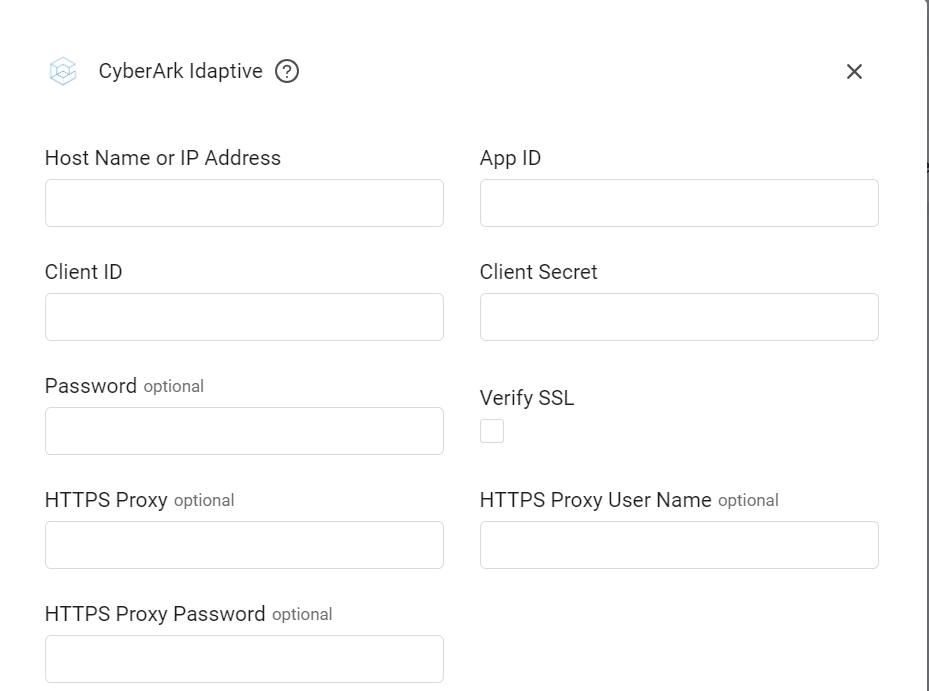 CyberArk Idaptive ?
Host Name or IP Address
App ID
Client ID
Client Secret
Password optional
Verify SSL
HTTPS Proxy optional
HTTPS Proxy User Name optional
HTTPS Proxy Password optional